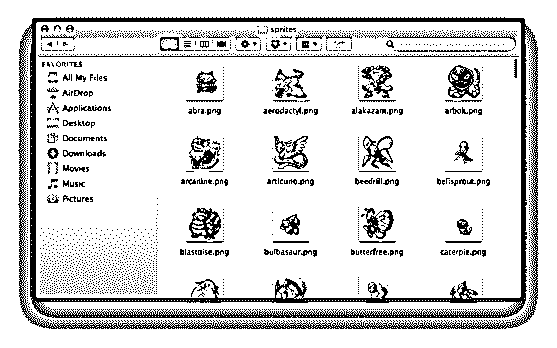 sprites
FAVORITES
All My Files
AirDrop
Applications
Desktop
Documents
Downloads
Movies
Music
Pictures
abra.png
aerodactyl.png
alakazam.png
arbok.png
arcanine.png
articuno.png
beedrill.png
bellsprout.png
blastoise.png
bulbasaur.png
butterfree.png
caterpie.png